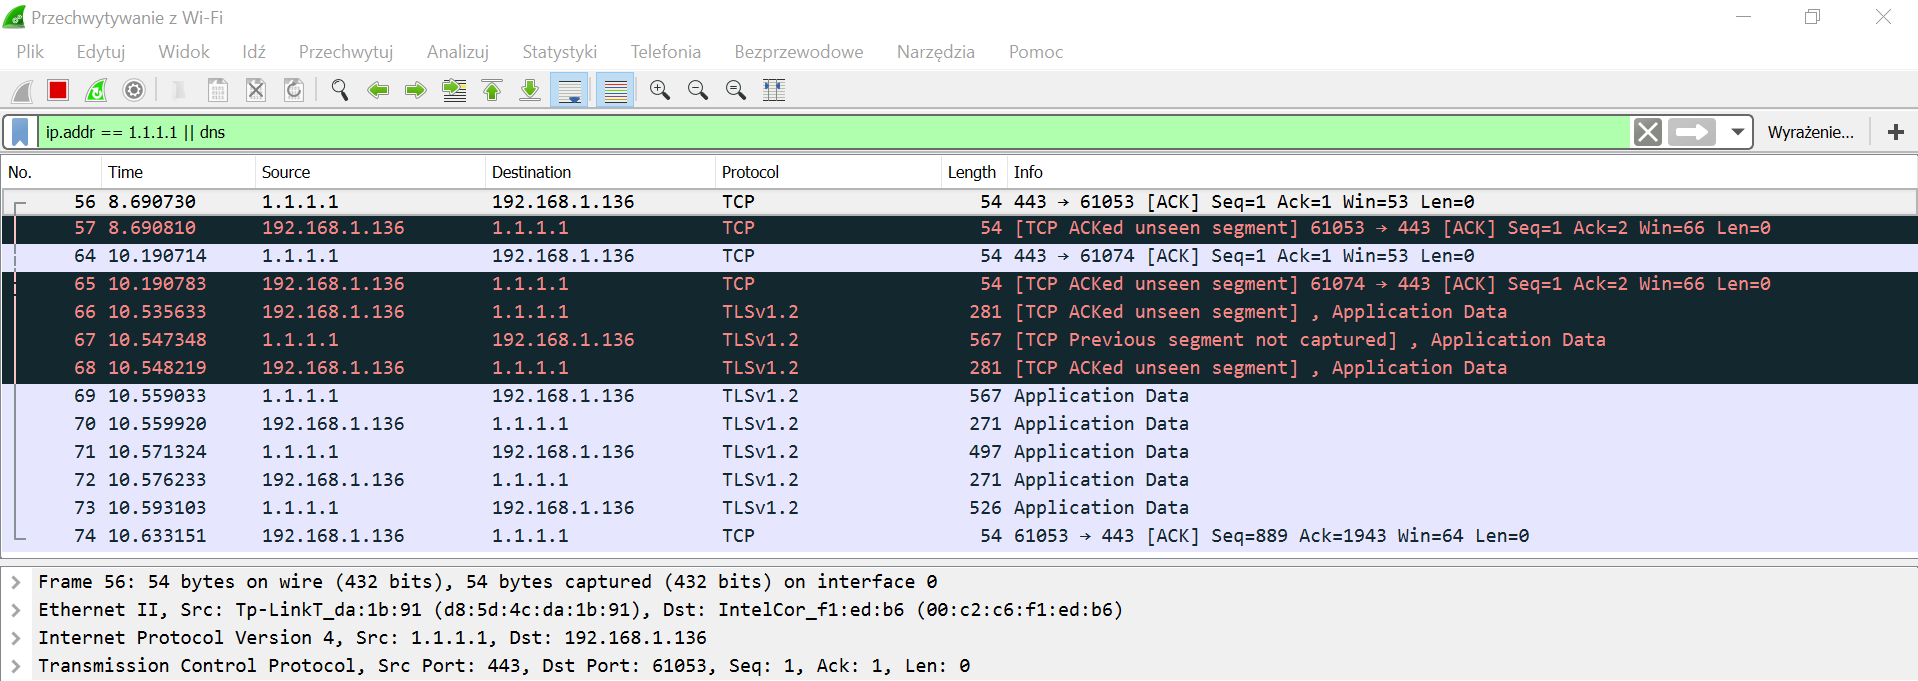 Przechwytywanie z Wi-Fi
Plik Edytuj Widok Idź Przechwytuj Analizuj Statystyki Telefonia Bezprzewodowe Narzędzia Pomoc
ip.addr == 1.1.1.1 || dns Wyrażenie... +
No. Time Source Destination Protocol Length Info
56 8.690730 1.1.1.1 192.168.1.136 TCP 54 443 → 61053 [ACK] Seq=1 Ack=1 Win=53 Len=0
57 8.690810 192.168.1.136 1.1.1.1 TCP 54 [TCP ACKed unseen segment] 61053 → 443 [ACK] Seq=1 Ack=2 Win=66 Len=0
64 10.190714 1.1.1.1 192.168.1.136 TCP 54 443 → 61074 [ACK] Seq=1 Ack=1 Win=53 Len=0
65 10.190783 192.168.1.136 1.1.1.1 TCP 54 [TCP ACKed unseen segment] 61074 → 443 [ACK] Seq=1 Ack=2 Win=66 Len=0
66 10.535633 192.168.1.136 1.1.1.1 TLSv1.2 281 [TCP ACKed unseen segment] , Application Data
67 10.547348 1.1.1.1 192.168.1.136 TLSv1.2 567 [TCP Previous segment not captured] , Application Data
68 10.548219 192.168.1.136 1.1.1.1 TLSv1.2 281 [TCP ACKed unseen segment] , Application Data
69 10.559033 1.1.1.1 192.168.1.136 TLSv1.2 567 Application Data
70 10.559920 192.168.1.136 1.1.1.1 TLSv1.2 271 Application Data
71 10.571324 1.1.1.1 192.168.1.136 TLSv1.2 497 Application Data
72 10.576233 192.168.1.136 1.1.1.1 TLSv1.2 271 Application Data
73 10.593103 1.1.1.1 192.168.1.136 TLSv1.2 526 Application Data
74 10.633151 192.168.1.136 1.1.1.1 TCP 54 61053 → 443 [ACK] Seq=889 Ack=1943 Win=64 Len=0
Frame 56: 54 bytes on wire (432 bits), 54 bytes captured (432 bits) on interface 0
Ethernet II, Src: Tp-LinkT_da:1b:91 (d8:5d:4c:da:1b:91), Dst: IntelCor_f1:ed:b6 (00:c2:c6:f1:ed:b6)
Internet Protocol Version 4, Src: 1.1.1.1, Dst: 192.168.1.136
Transmission Control Protocol, Src Port: 443, Dst Port: 61053, Seq: 1, Ack: 1, Len: 0